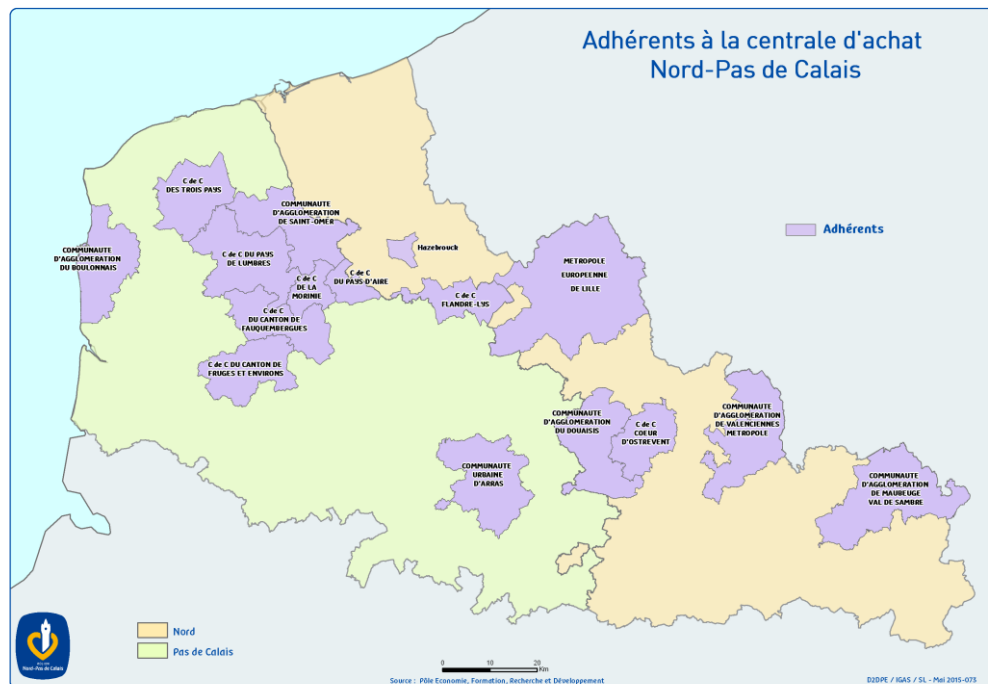 Adhérents à la centrale d'achat
Nord-Pas de Calais
C de C
DES TROIS PAYS
COMMUNAUTE
D'AGGLOMERATION
DE SAINT-OMER
COMMUNAUTE
D'AGGLOMERATION
DU BOULONNAIS
C de C DU PAYS
DE LUMBRES
Hazebrouck
Adhérents
METROPOLE
EUROPEENNE
DE LILLE
C de C
DE LA
MORINIE
C de C
DU PAYS-D'AIRE
C de C
FLANDRE-LYS
C de C
DU CANTON DE
FAUQUEMBERGUES
C de C DU CANTON DE
FRUGES ET ENVIRONS
COMMUNAUTE
D'AGGLOMERATION
DU DOUAISIS
C de C
COEUR
D'OSTREVENT
COMMUNAUTE
D'AGGLOMERATION
DE VALENCIENNES
METROPOLE
COMMUNAUTE
URBAINE
D'ARRAS
COMMUNAUTE
D'AGGLOMERATION
DE MAUBEUGE
VAL DE SAMBRE
Nord
Pas de Calais
RÉGION
Nord-Pas de Calais
0 10 20
Km
Source : Pôle Economie, Formation, Recherche et Développement
D2DPE / IGAS / SL - Mai 2015-075